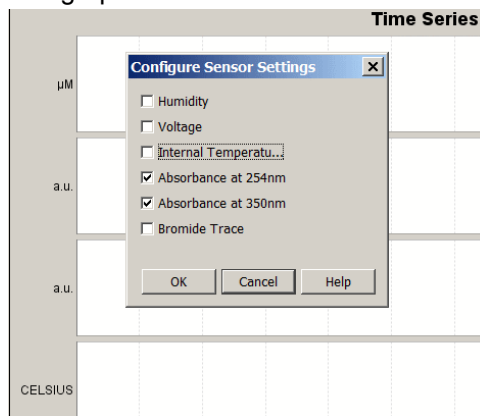 Time Series
Configure Sensor Settings
µM
Humidity
Voltage
Internal Temperatu...
a.u.
Absorbance at 254nm
Absorbance at 350nm
Bromide Trace
a.u.
OK Cancel Help
CELSIUS